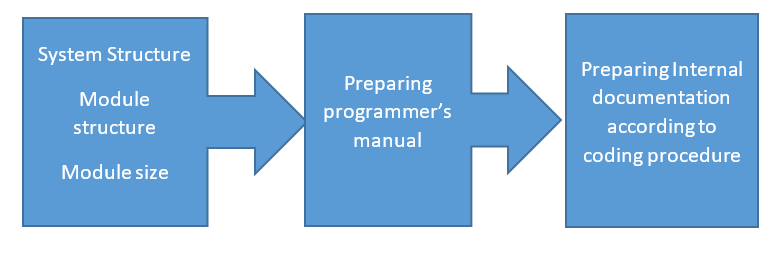 System Structure
Module
structure
Module size
Preparing
programmer's
manual
Preparing Internal
documentation
according to
coding procedure